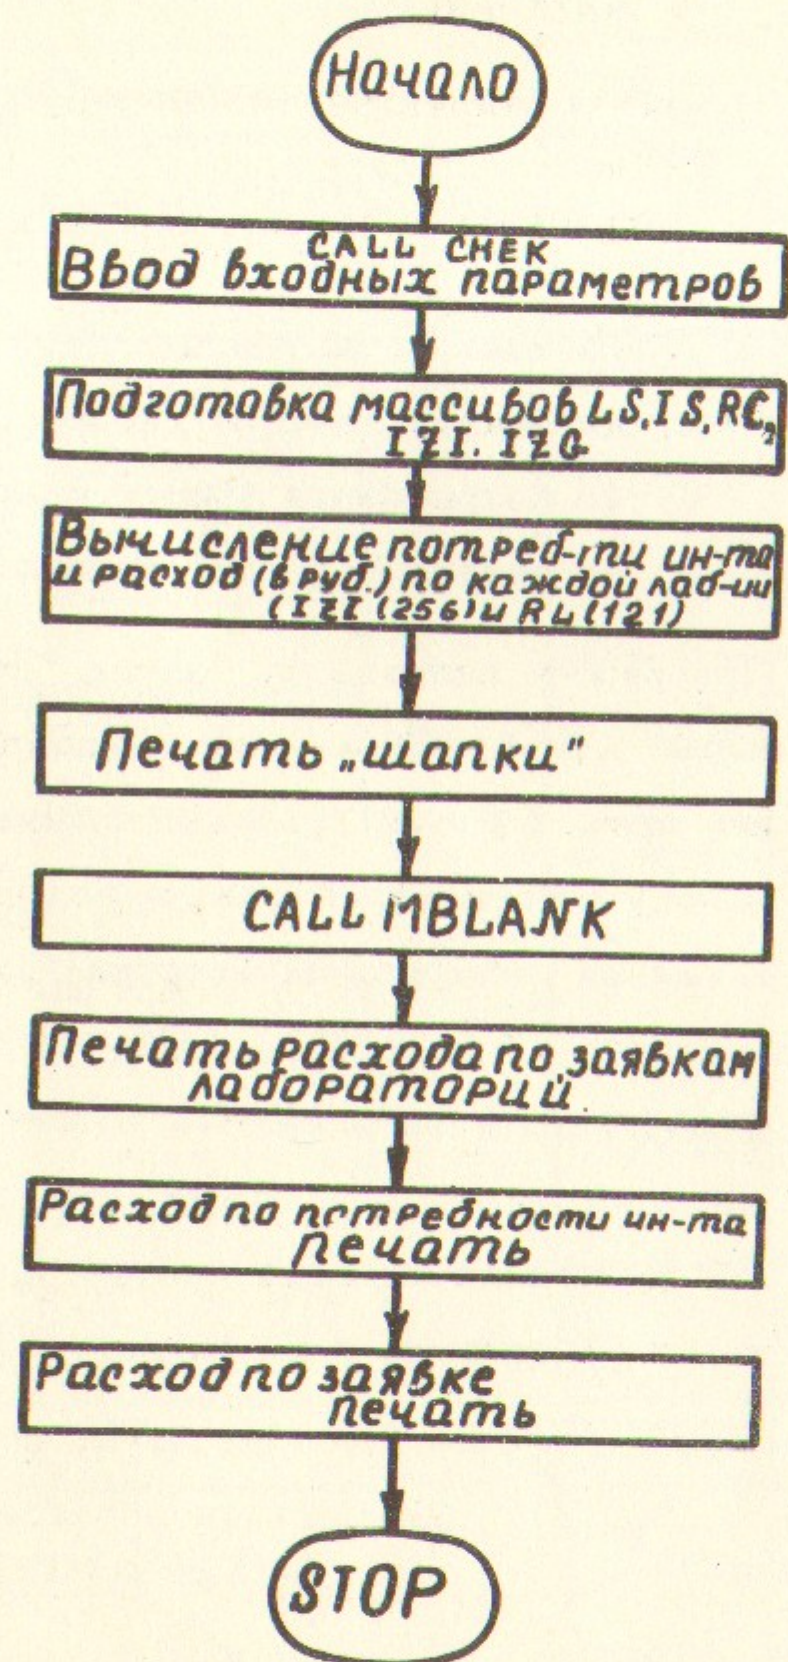 Начало
CALL CHEK
Ввод входных параметров
Подготовка массивов LS, IS, RC,
IZI. IZG
Вычисление потреб-тти ин-та
и расход (в руб.) по каждой лаб-ии
(IZI (256) и RL(121)
Печать „шапки"
CALL MBLANK
Печать расхода по заявкам
лабораторий.
Расход по потребности ин-та
печать
Расход по заявке
печать
STOP